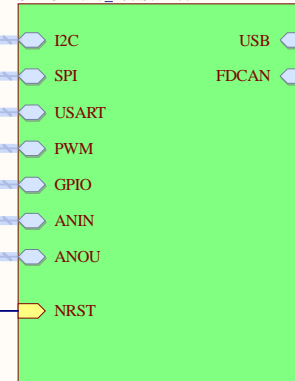 I2C USB
SPI FDCAN
USART
PWM
GPIO
ANIN
ANOU
NRST